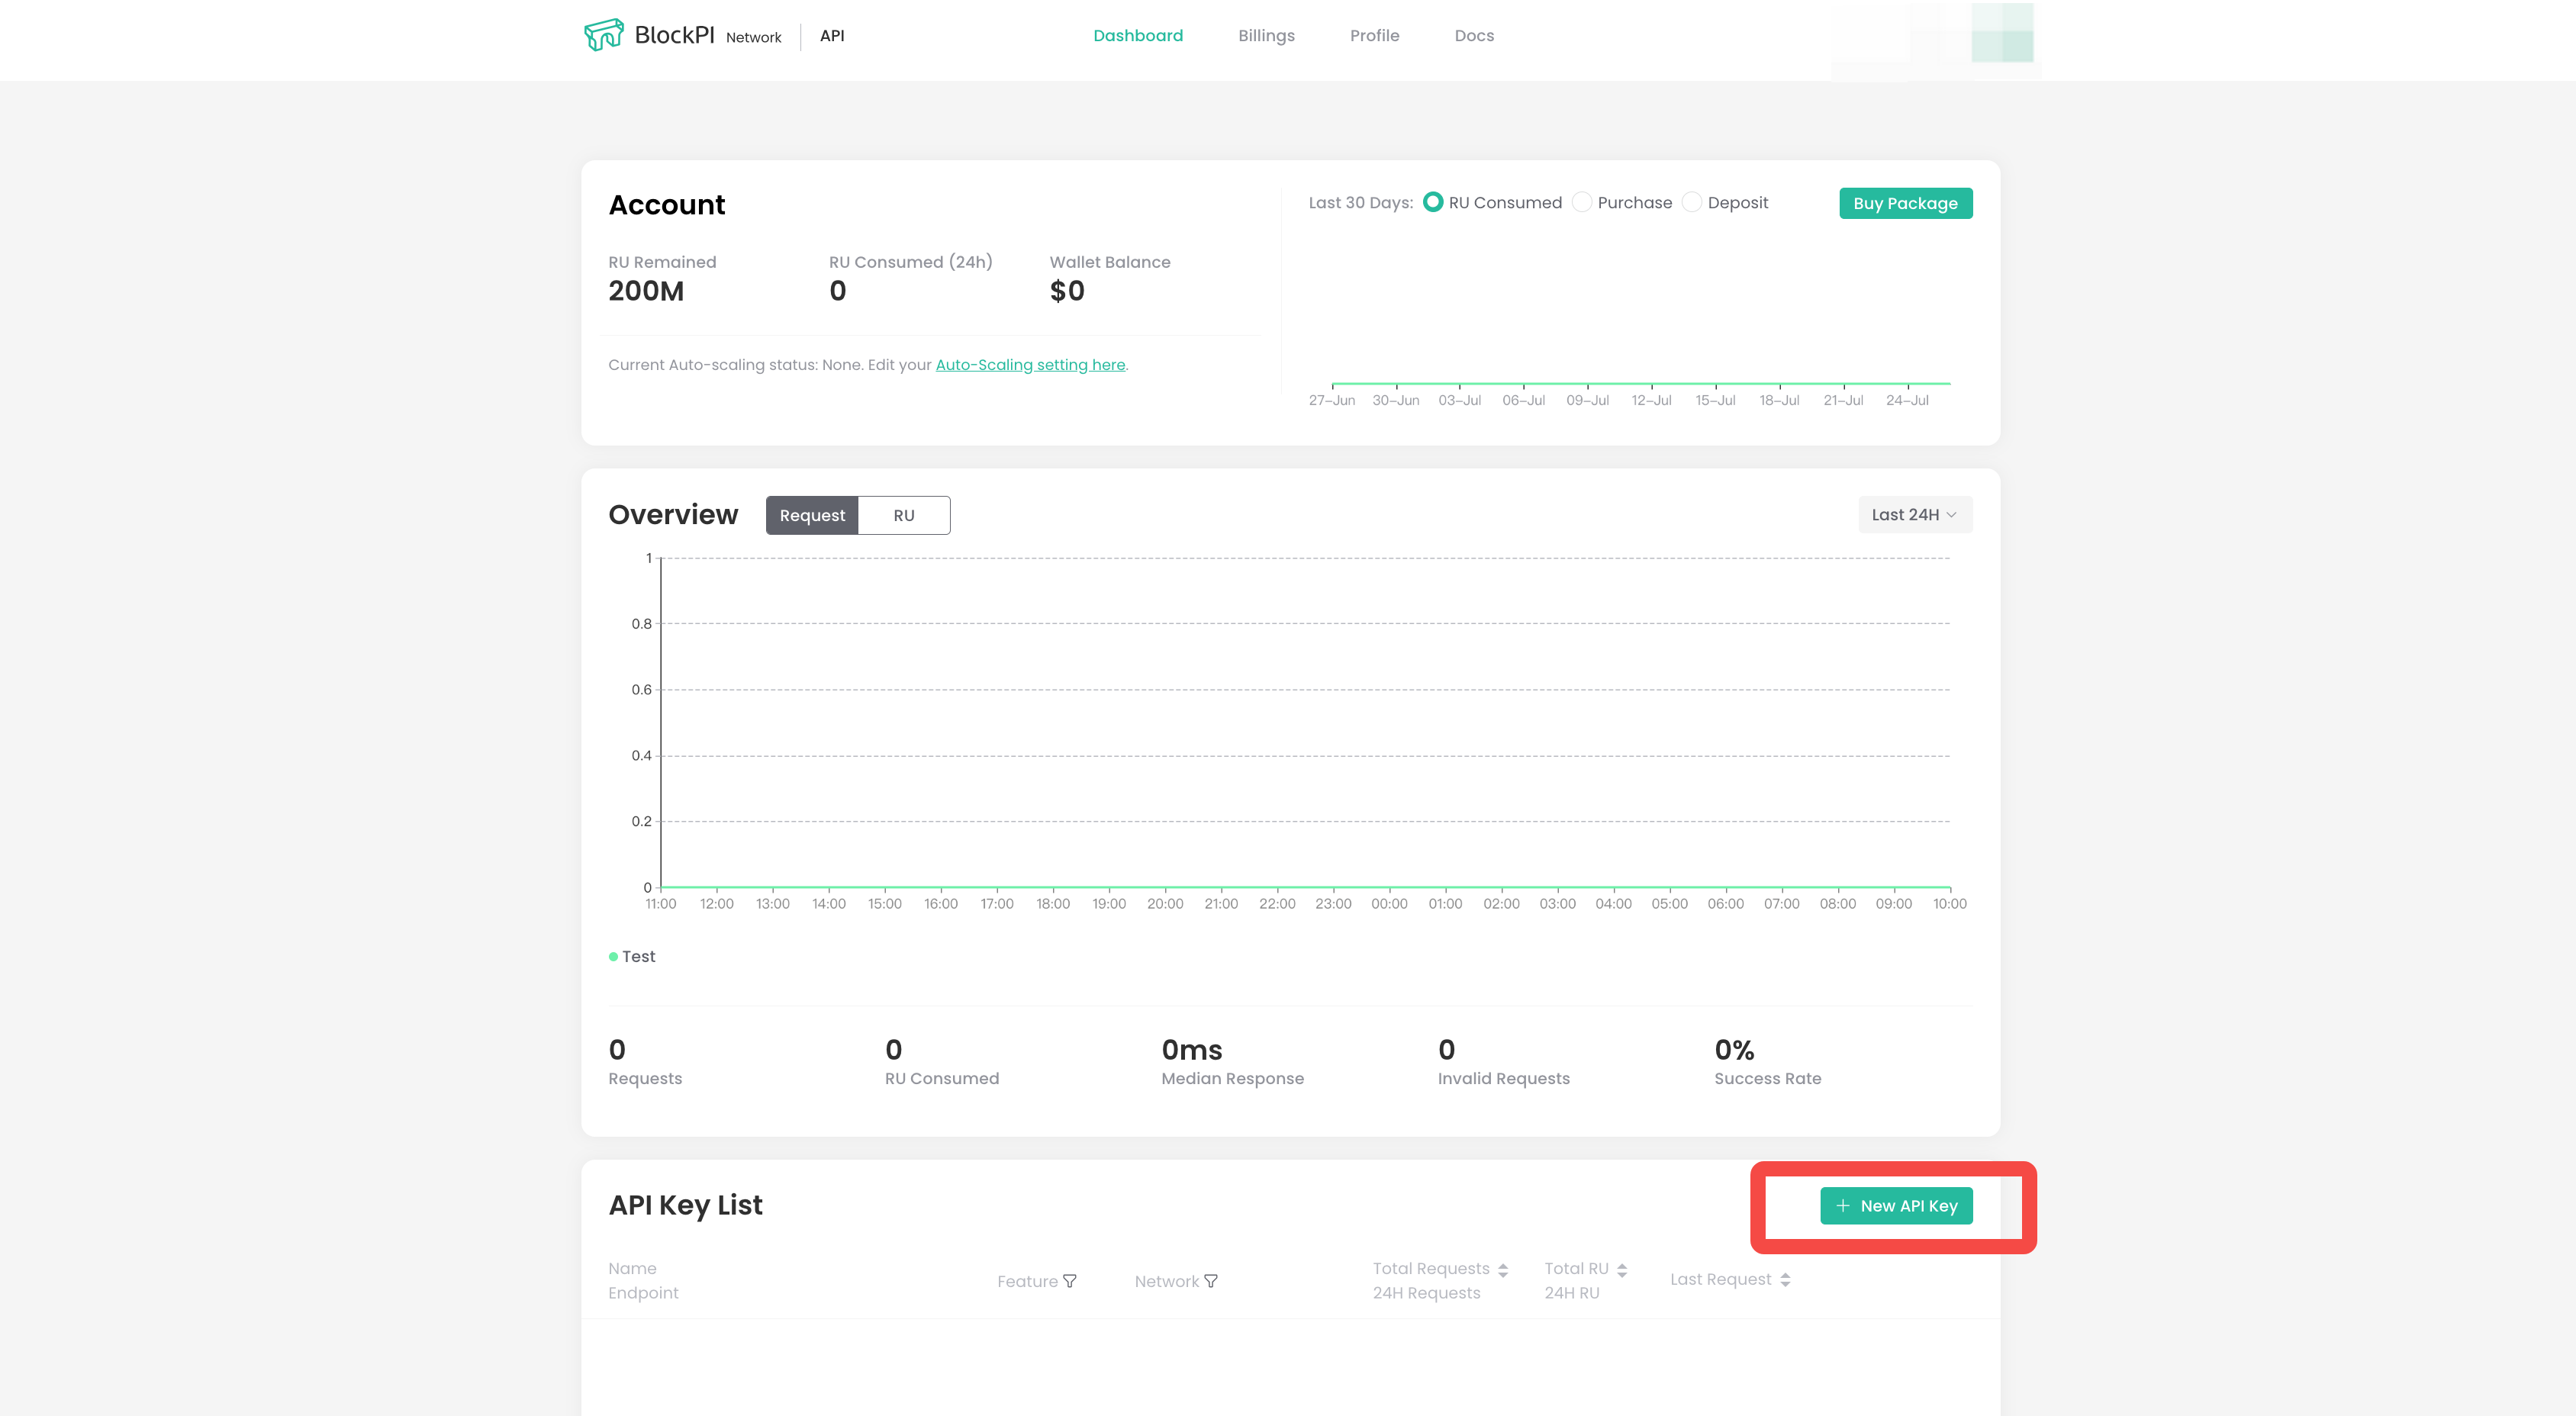 BlockPI Network API
Dashboard Billings Profile Docs
Account
RU Remained RU Consumed (24h) Wallet Balance
200M 0 $0
Current Auto-scaling status: None. Edit your Auto-Scaling setting here.
Last 30 Days: RU Consumed Purchase Deposit
Buy Package
27-Jun 30-Jun 03-Jul 06-Jul 09-Jul 12-Jul 15-Jul 18-Jul 21-Jul 24-Jul
Overview Request RU
Last 24H
1
0.8
0.6
0.4
0.2
0
11:00 12:00 13:00 14:00 15:00 16:00 17:00 18:00 19:00 20:00 21:00 22:00 23:00 00:00 01:00 02:00 03:00 04:00 05:00 06:00 07:00 08:00 09:00 10:00
Test
0 0 0ms 0 0%
Requests RU Consumed Median Response Invalid Requests Success Rate
API Key List
+ New API Key
Name
Endpoint
Feature
Network
Total Requests
24H Requests
Total RU
24H RU
Last Request